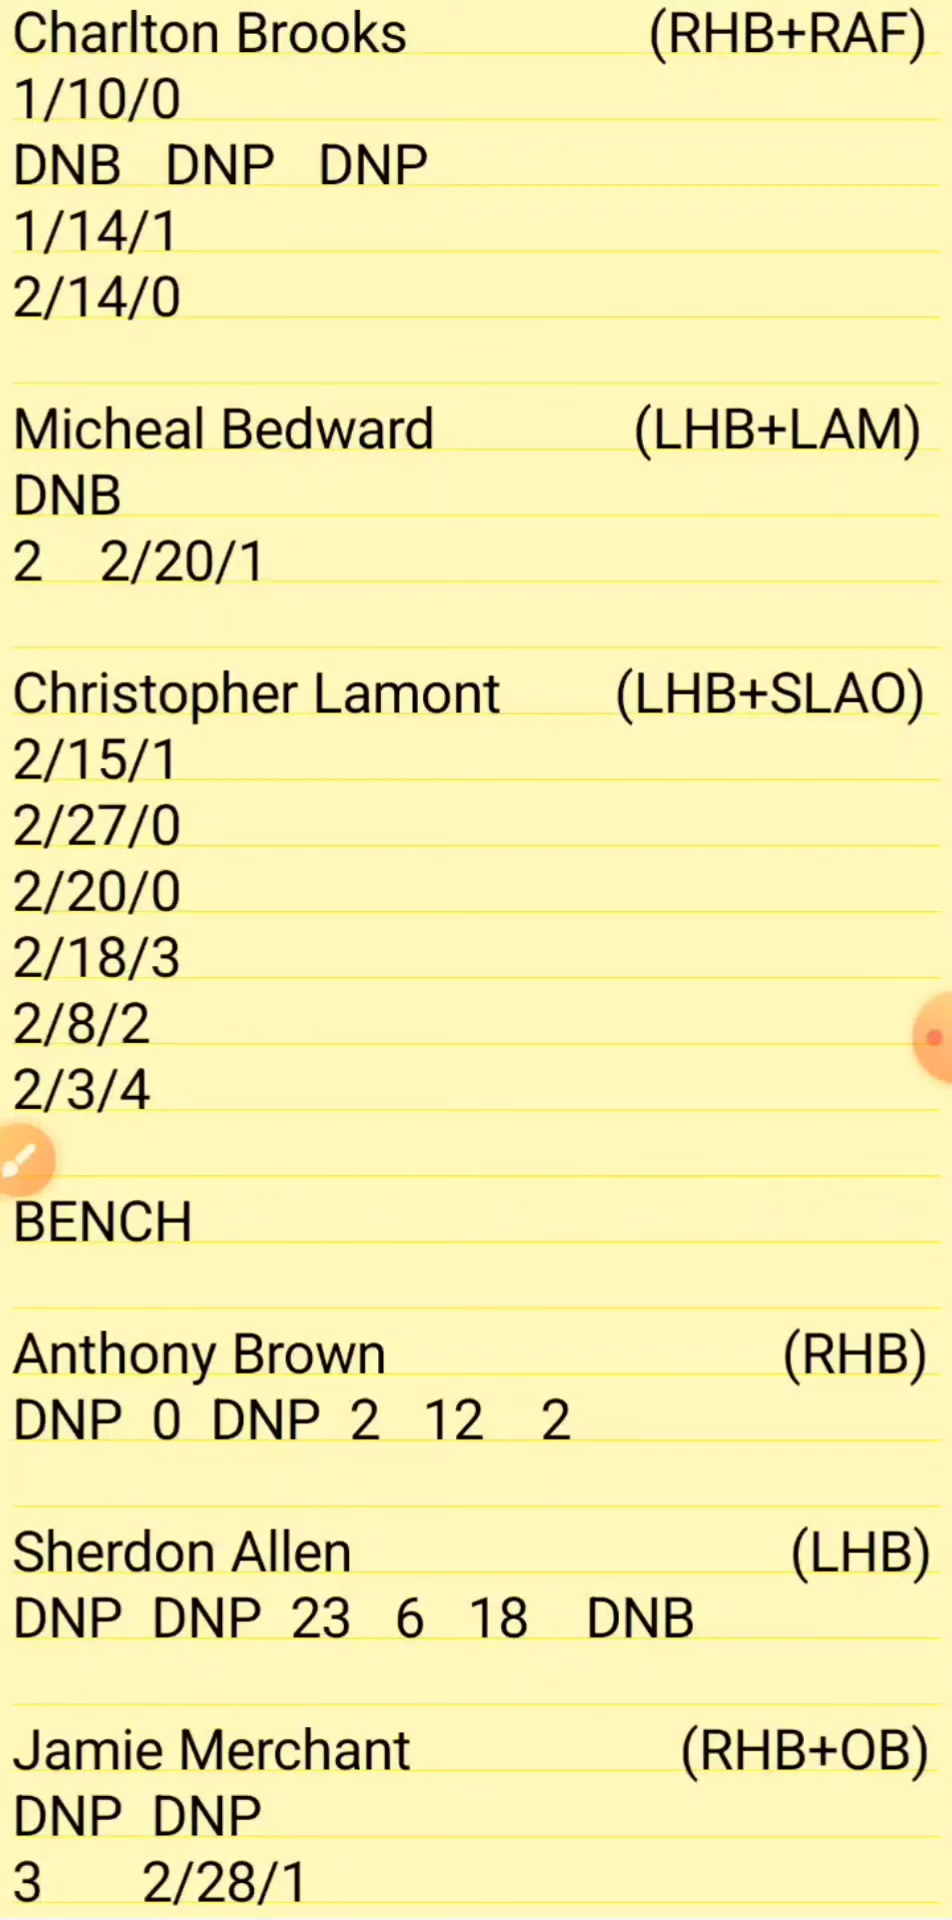 Charlton Brooks (RHB+RAF)
1/10/0
DNB DNP DNP
1/14/1
2/14/0
Micheal Bedward (LHB+LAM)
DNB
2 2/20/1
Christopher Lamont (LHB+SLAO)
2/15/1
2/27/0
2/20/0
2/18/3
2/8/2
2/3/4
BENCH
Anthony Brown (RHB)
DNP 0 DNP 2 12 2
Sherdon Allen (LHB)
DNP DNP 23 6 18 DNB
Jamie Merchant (RHB+OB)
DNP DNP
3 2/28/1